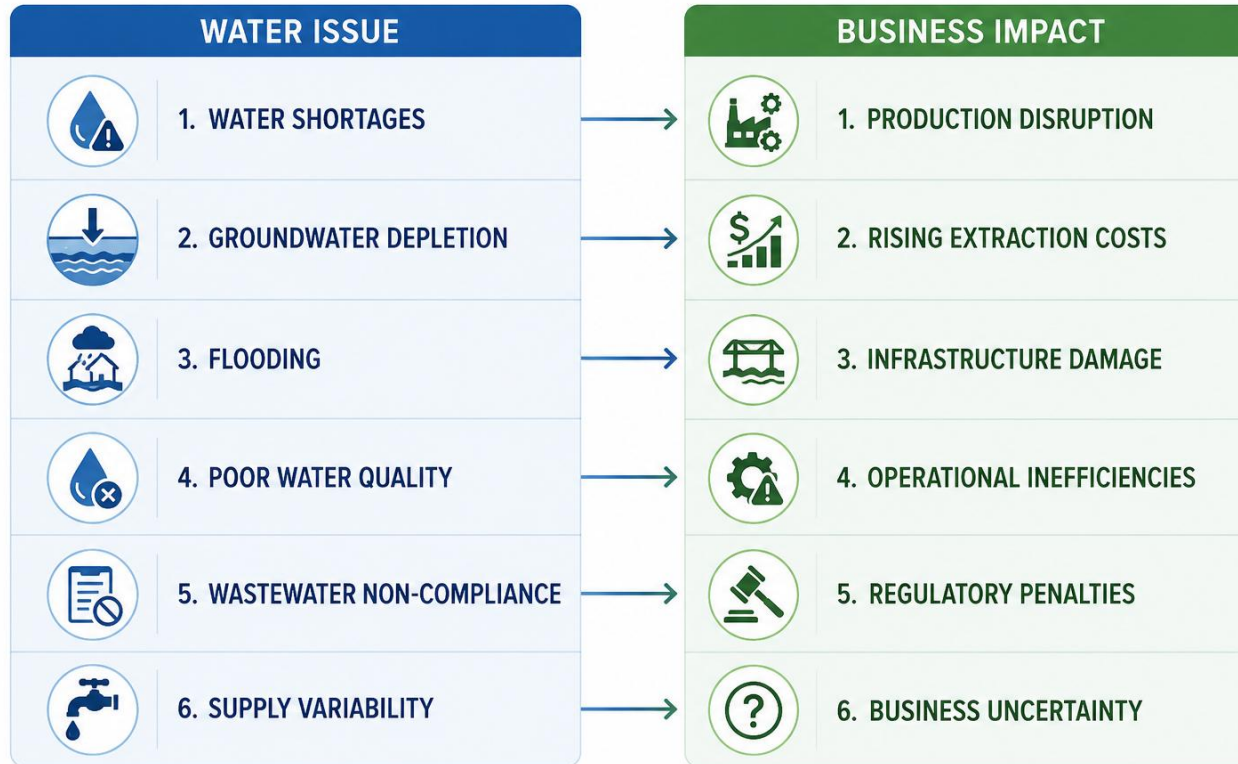 WATER ISSUE
BUSINESS IMPACT
1. WATER SHORTAGES
1. PRODUCTION DISRUPTION
2. GROUNDWATER DEPLETION
2. RISING EXTRACTION COSTS
3. FLOODING
3. INFRASTRUCTURE DAMAGE
4. POOR WATER QUALITY
4. OPERATIONAL INEFFICIENCIES
5. WASTEWATER NON-COMPLIANCE
5. REGULATORY PENALTIES
6. SUPPLY VARIABILITY
6. BUSINESS UNCERTAINTY